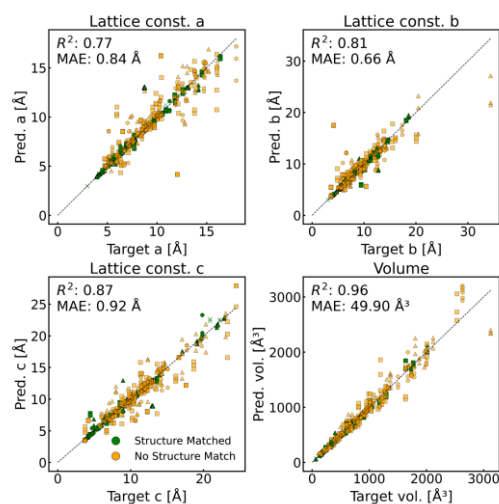 Lattice const. a
R²: 0.77
MAE: 0.84 Å
Pred. a [Å]
15
10
5
0
0 5 10 15
Target a [Å]
Lattice const. b
R²: 0.81
MAE: 0.66 Å
Pred. b [Å]
30
20
10
0
0 10 20 30
Target b [Å]
Lattice const. c
R²: 0.87
MAE: 0.92 Å
Pred. c [Å]
25
20
15
10
5
0
Structure Matched
No Structure Match
0 10 20
Target c [Å]
Volume
R²: 0.96
MAE: 49.90 Å³
Pred. vol. [Å³]
3000
2000
1000
0
0 1000 2000 3000
Target vol. [Å³]